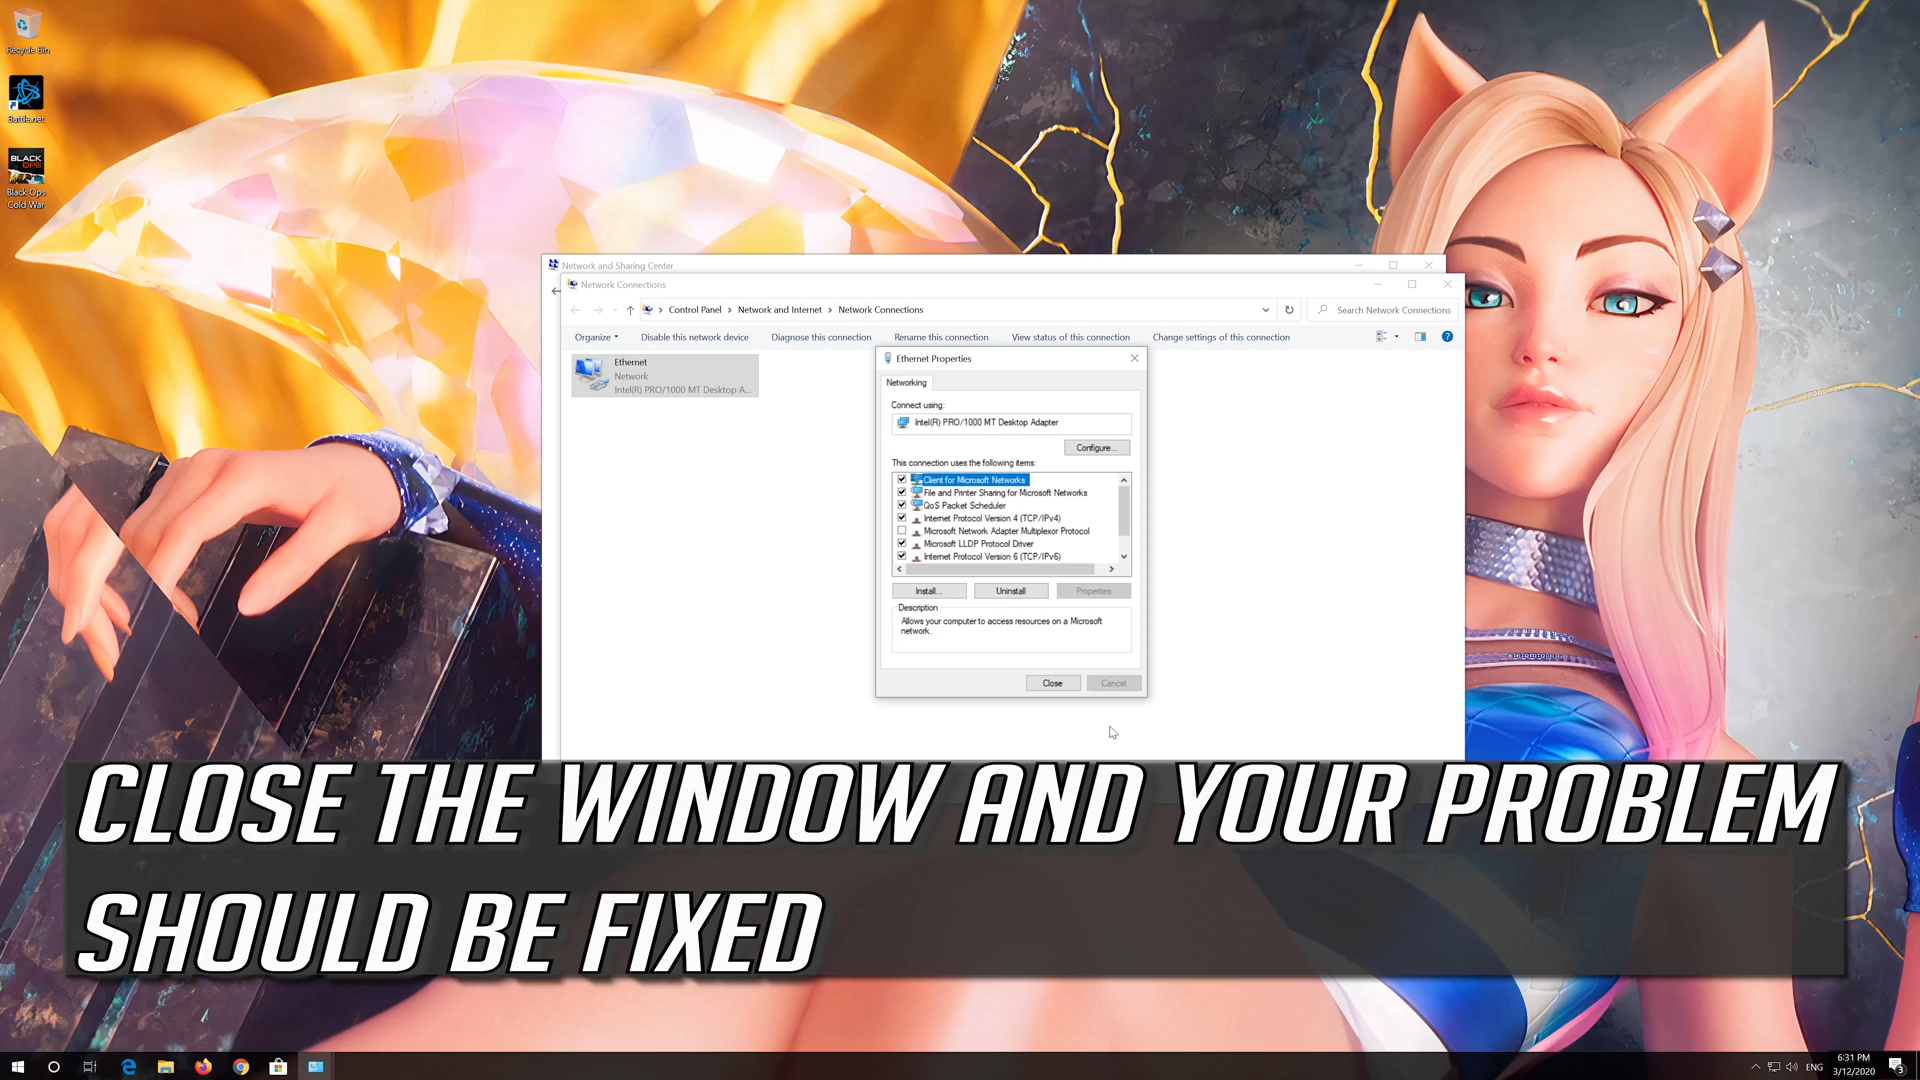 Recycle Bin
Battle.net
BLACK
OPS
Black Ops
Cold War
Network and Sharing Center
Network Connections
Control Panel > Network and Internet > Network Connections
Search Network Connections
Organize
Disable this network device
Diagnose this connection
Rename this connection
View status of this connection
Change settings of this connection
Ethernet
Network
Intel(R) PRO/1000 MT Desktop A...
Ethernet Properties
Networking
Connect using:
Intel(R) PRO/1000 MT Desktop Adapter
Configure...
This connection uses the following items:
Client for Microsoft Networks
File and Printer Sharing for Microsoft Networks
QoS Packet Scheduler
Internet Protocol Version 4 (TCP/IPv4)
Microsoft Network Adapter Multiplexor Protocol
Microsoft LLDP Protocol Driver
Internet Protocol Version 6 (TCP/IPv6)
Install...
Uninstall
Properties
Description
Allows your computer to access resources on a Microsoft
network.
Close
Cancel
CLOSE THE WINDOW AND YOUR PROBLEM
SHOULD BE FIXED
ENG
6:31 PM
3/12/2020
3